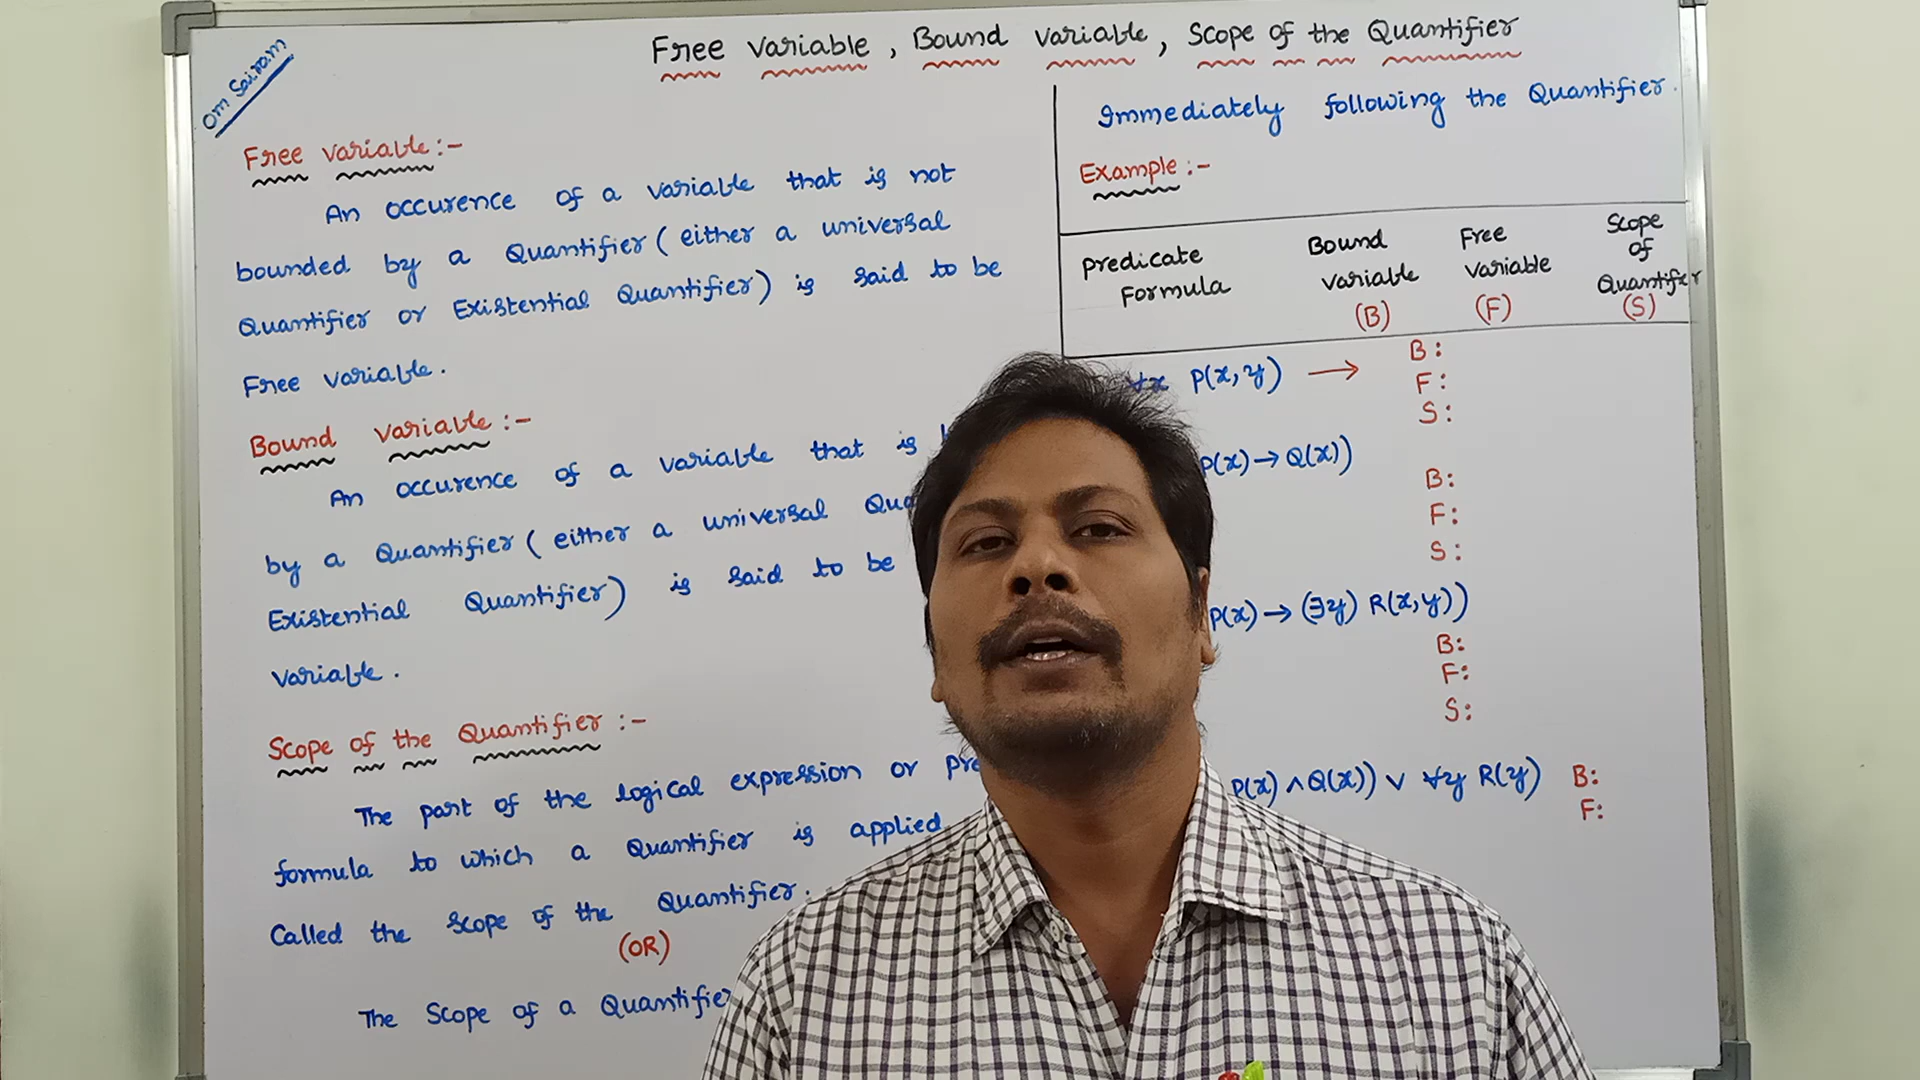 Free Variable, Bound Variable, Scope of the Quantifier
Om Sairam
Free Variable :-
An occurence of a variable that is not
bounded by a Quantifier (either a universal
Quantifier or Existential Quantifier) is said to be
Free variable.
Bound Variable :-
An occurence of a variable that is
by a Quantifier (either a universal
Existential Quantifier) is said to be
variable.
Scope of the Quantifier :-
The part of the logical expression or
formula to which a Quantifier is applied
Called the scope of the Quantifier.
(OR)
The Scope of a
Immediately following the Quantifier.
Example :-
Predicate Formula
Bound Variable (B)
Free Variable (F)
Scope of Quantifier (S)
∀x P(x,y) →
B:
F:
S:
P(x) → Q(x))
B:
F:
S:
P(x) → (∃y) R(x,y))
B:
F:
S:
P(x) ∧ Q(x)) ∨ ∀y R(y) B:
F: